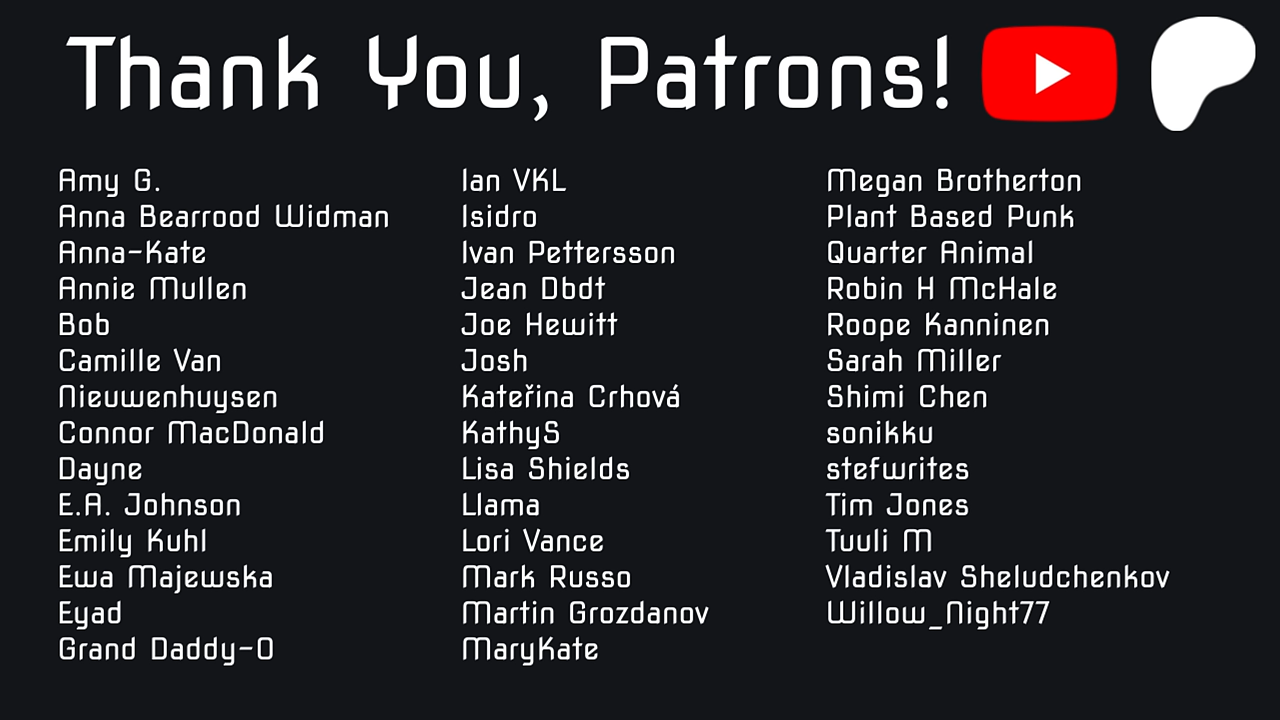 Thank You, Patrons!
Amy G.
Anna Bearrood Widman
Anna-Kate
Annie Mullen
Bob
Camille Van
Nieuwenhuysen
Connor MacDonald
Dayne
E.A. Johnson
Emily Kuhl
Ewa Majewska
Eyad
Grand Daddy-O
Ian VKL
Isidro
Ivan Pettersson
Jean Dbdt
Joe Hewitt
Josh
Kateřina Crhová
KathyS
Lisa Shields
Llama
Lori Vance
Mark Russo
Martin Grozdanov
MaryKate
Megan Brotherton
Plant Based Punk
Quarter Animal
Robin H McHale
Roope Kanninen
Sarah Miller
Shimi Chen
sonikku
stefwrites
Tim Jones
Tuuli M
Vladislav Sheludchenkov
Willow_Night77